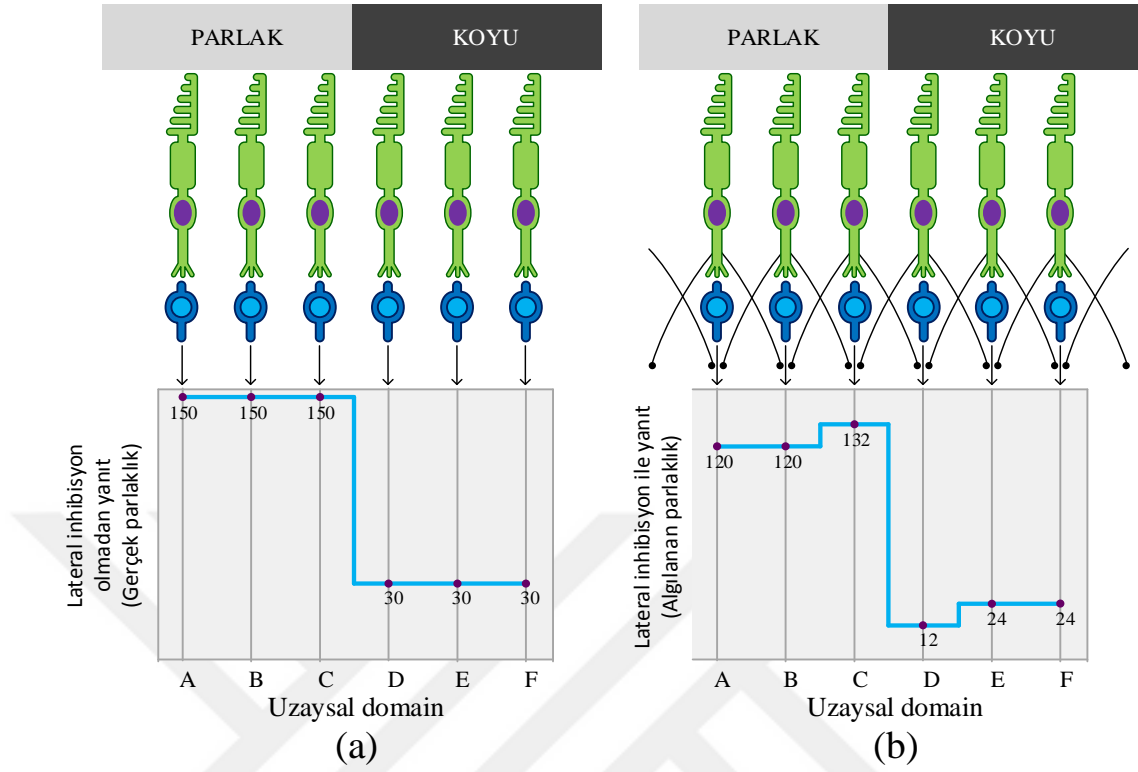 PARLAK KOYU
Lateral inhibisyon
olmadan yanıt
(Gerçek parlaklık)
150 150 150
30 30 30
A B C D E F
Uzaysal domain
(a)
PARLAK KOYU
Lateral inhibisyon ile yanıt
(Algılanan parlaklık)
120 120 132
12 24 24
A B C D E F
Uzaysal domain
(b)